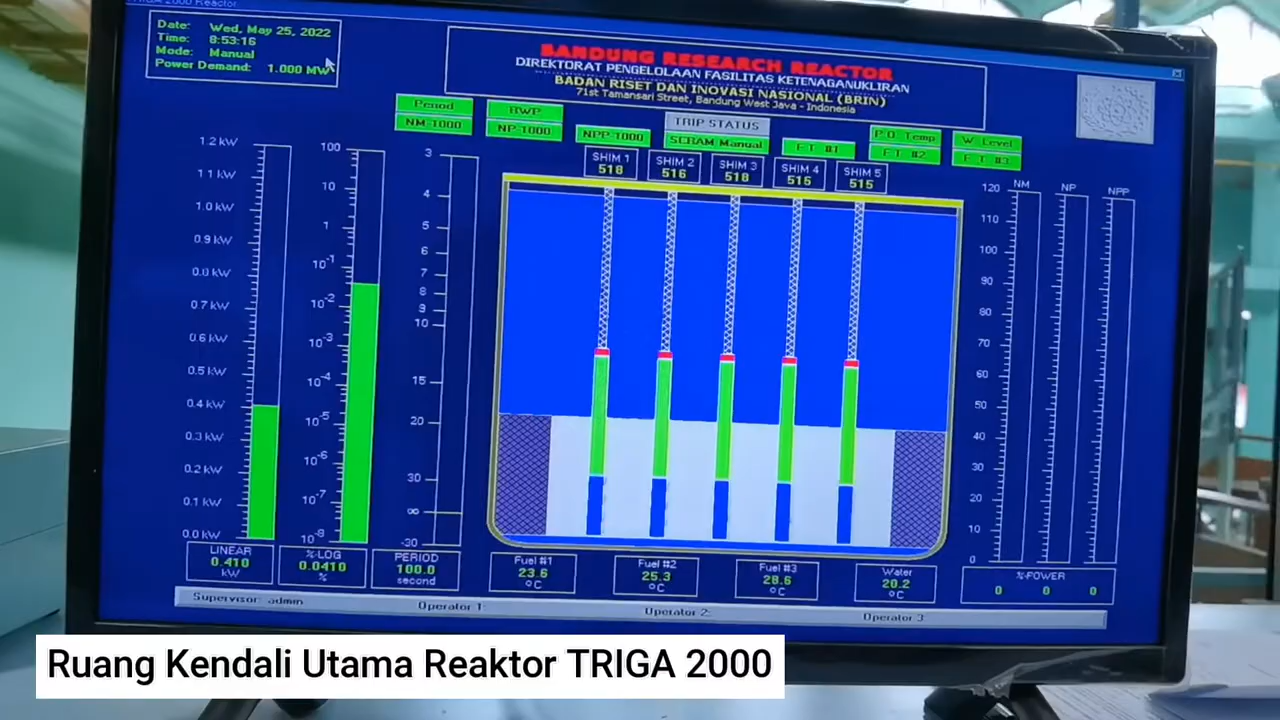 TRIGA 2000 Reactor
Date: Wed, May 25, 2022
Time: 8:53:16
Mode: Manual
Power Demand: 1.000 MW
BANDUNG RESEARCH REACTOR
DIREKTORAT PENGELOLAAN FASILITAS KETENAGANUKLIRAN
BADAN RISET DAN INOVASI NASIONAL (BRIN)
71st Tamansari Street, Bandung West Java - Indonesia
Period RWP TRIP STATUS P.O. Temp W. Level
NM-1000 NP-1000 NPP-1000 SCRAM Manual F T #1 F T #2 F T #3
SHIM 1 SHIM 2 SHIM 3 SHIM 4 SHIM 5
518 516 518 515 515
1.2 kW
1.1 kW
1.0 kW
0.9 kW
0.8 kW
0.7 kW
0.6 kW
0.5 kW
0.4 kW
0.3 kW
0.2 kW
0.1 kW
0.0 kW
100
10
1
10-1
10-2
10-3
10-4
10-5
10-6
10-7
10-8
3
4
5
6
7
8
9
10
15
20
30
∞
-30
NM NP NPP
120
110
100
90
80
70
60
50
40
30
20
10
0
LINEAR
0.410
kW
%-LOG
0.0410
%
PERIOD
100.0
second
Fuel #1
23.6
°C
Fuel #2
25.3
°C
Fuel #3
28.6
°C
Water
20.2
°C
%-POWER
0 0 0
Supervisor: admin Operator 1: Operator 2: Operator 3
Ruang Kendali Utama Reaktor TRIGA 2000